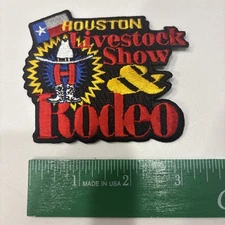 HOUSTON
Livestock
Show
&
H
Rodeo
1 MADE IN USA 2 3